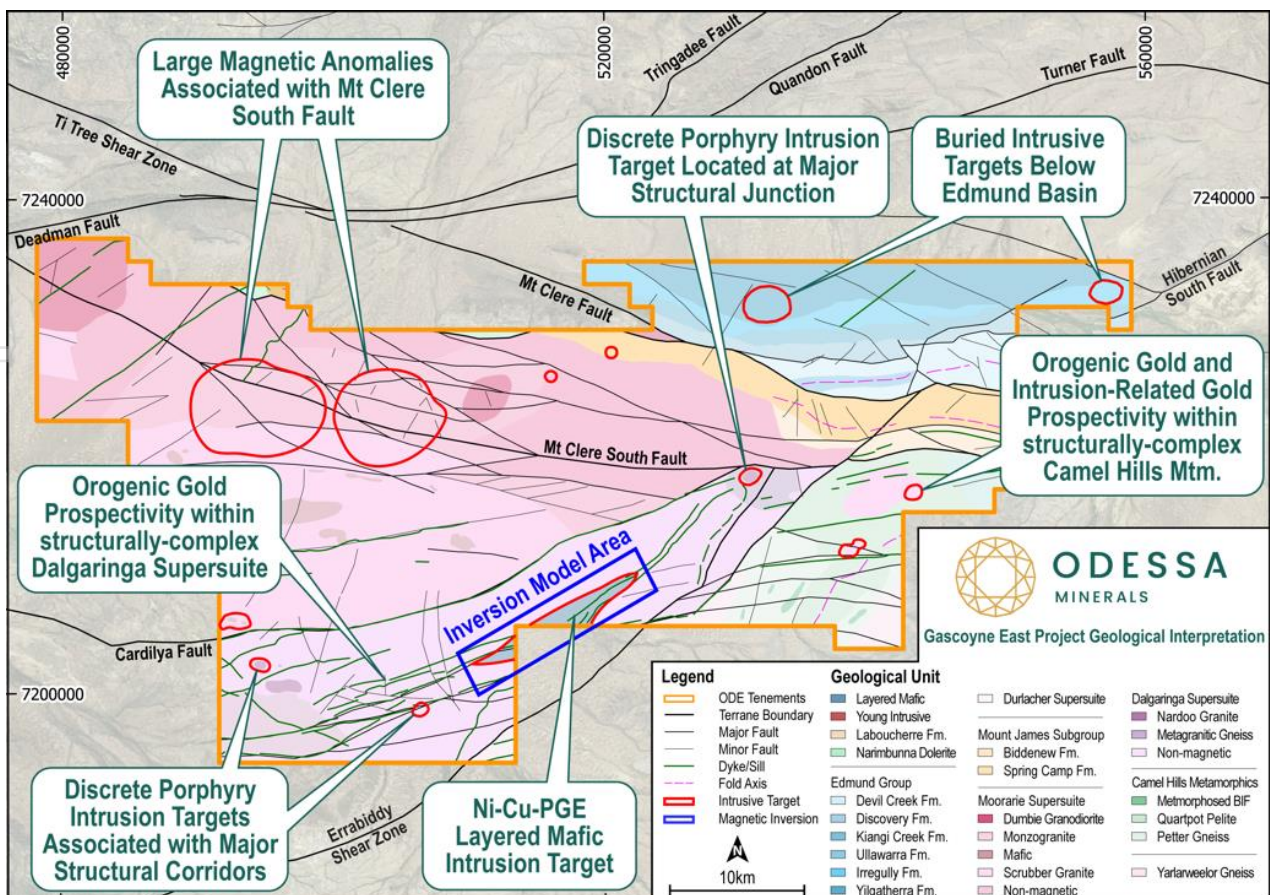 480000
520000
560000
Large Magnetic Anomalies
Associated with Mt Clere
South Fault
Tringadee Fault
Quandon Fault
Turner Fault
Ti Tree Shear Zone
Discrete Porphyry Intrusion
Target Located at Major
Structural Junction
Buried Intrusive
Targets Below
Edmund Basin
7240000
7240000
Deadman Fault
Mt Clere Fault
Hibernian
South Fault
Orogenic Gold and
Intrusion-Related Gold
Prospectivity within
structurally-complex
Camel Hills Mtm.
Mt Clere South Fault
Orogenic Gold
Prospectivity within
structurally-complex
Dalgaringa Supersuite
Inversion Model Area
Cardilya Fault
7200000
Discrete Porphyry
Intrusion Targets
Associated with Major
Structural Corridors
Errabiddy
Shear Zone
Ni-Cu-PGE
Layered Mafic
Intrusion Target
ODESSA
MINERALS
Gascoyne East Project Geological Interpretation
Legend
ODE Tenements
Terrane Boundary
Major Fault
Minor Fault
Dyke/Sill
Fold Axis
Intrusive Target
Magnetic Inversion
N
10km
Geological Unit
Layered Mafic
Young Intrusive
Laboucherre Fm.
Narimbunna Dolerite
Edmund Group
Devil Creek Fm.
Discovery Fm.
Kiangi Creek Fm.
Ullawarra Fm.
Irregully Fm.
Yilgatherra Fm.
Durlacher Supersuite
Mount James Subgroup
Biddenew Fm.
Spring Camp Fm.
Moorarie Supersuite
Dumbie Granodiorite
Monzogranite
Mafic
Scrubber Granite
Non-magnetic
Dalgaringa Supersuite
Nardoo Granite
Metagranitic Gneiss
Non-magnetic
Camel Hills Metamorphics
Metmorphosed BIF
Quartpot Pelite
Petter Gneiss
Yarlarweelor Gneiss